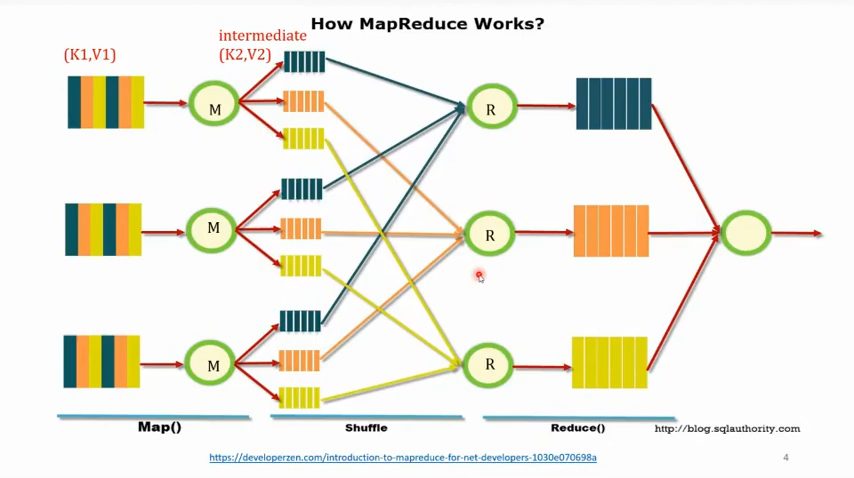 How MapReduce Works?
intermediate
(K1,V1)
(K2,V2)
M
R
M
R
M
R
Map()
Shuffle
Reduce()
http://blog.sqlauthority.com
https://developerzen.com/introduction-to-mapreduce-for-net-developers-1030e070698a
4